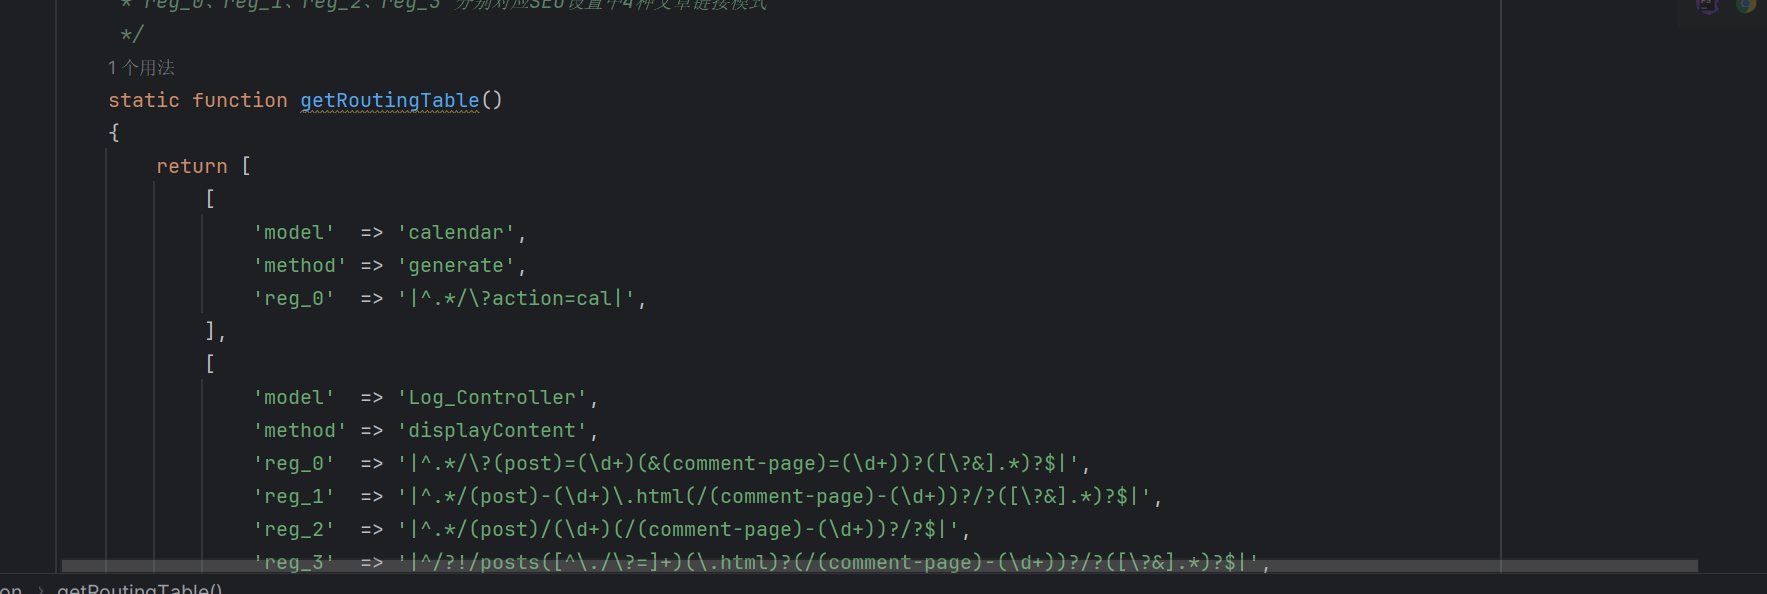 * reg_0、reg_1、reg_2、reg_3 分别对应SEO设置中4种文章链接模式
*/
1 个用法
static function getRoutingTable()
{
return [
[
'model'  => 'calendar',
'method' => 'generate',
'reg_0'  => '|^.*/\?action=cal|',
],
[
'model'  => 'Log_Controller',
'method' => 'displayContent',
'reg_0'  => '|^.*/\?(post)=(\d+)(&(comment-page)=(\d+))?([\?&].*)?$|',
'reg_1'  => '|^.*/(post)-(\d+)\.html(/(comment-page)-(\d+))?/?([\?&].*)?$|',
'reg_2'  => '|^.*/(post)/(\d+)(/(comment-page)-(\d+))?/?$|',
'reg_3'  => '|^/?!/posts([^\./\?=]+)(\.html)?(/(comment-page)-(\d+))?/?([\?&].*)?$|',
on › getRoutingTable()